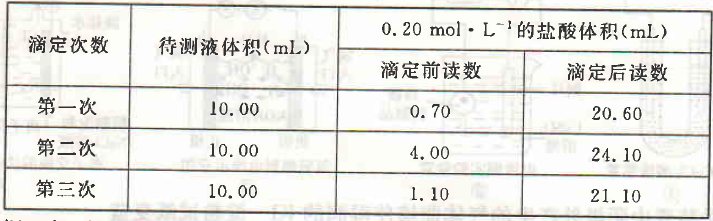 滴定次数 待测液体积(mL) 0.20 mol·L⁻¹的盐酸体积(mL)
滴定前读数 滴定后读数
第一次 10.00 0.70 20.60
第二次 10.00 4.00 24.10
第三次 10.00 1.10 21.10